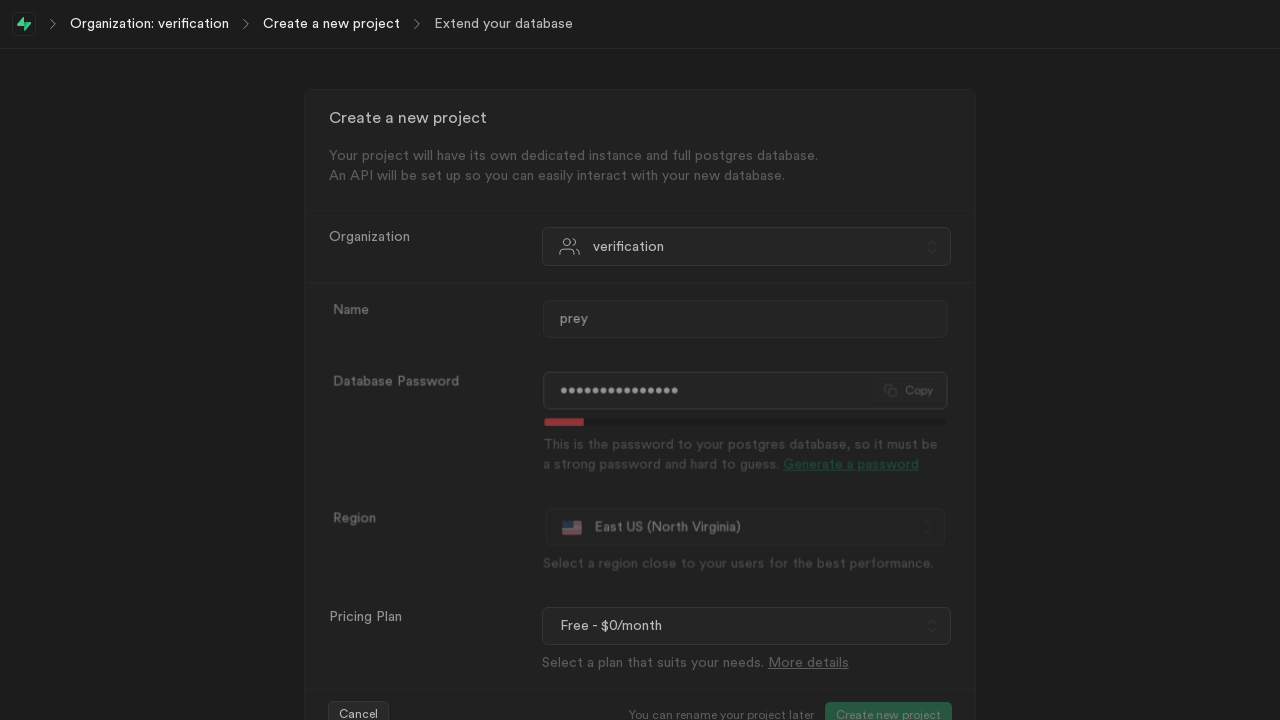 Organization: verification > Create a new project > Extend your database
Create a new project
Your project will have its own dedicated instance and full postgres database.
An API will be set up so you can easily interact with your new database.
Organization
verification
Name
prey
Database Password
•••••••••••••••
Copy
This is the password to your postgres database, so it must be
a strong password and hard to guess. Generate a password
Region
East US (North Virginia)
Select a region close to your users for the best performance.
Pricing Plan
Free - $0/month
Select a plan that suits your needs. More details
Cancel
You can rename your project later
Create new project